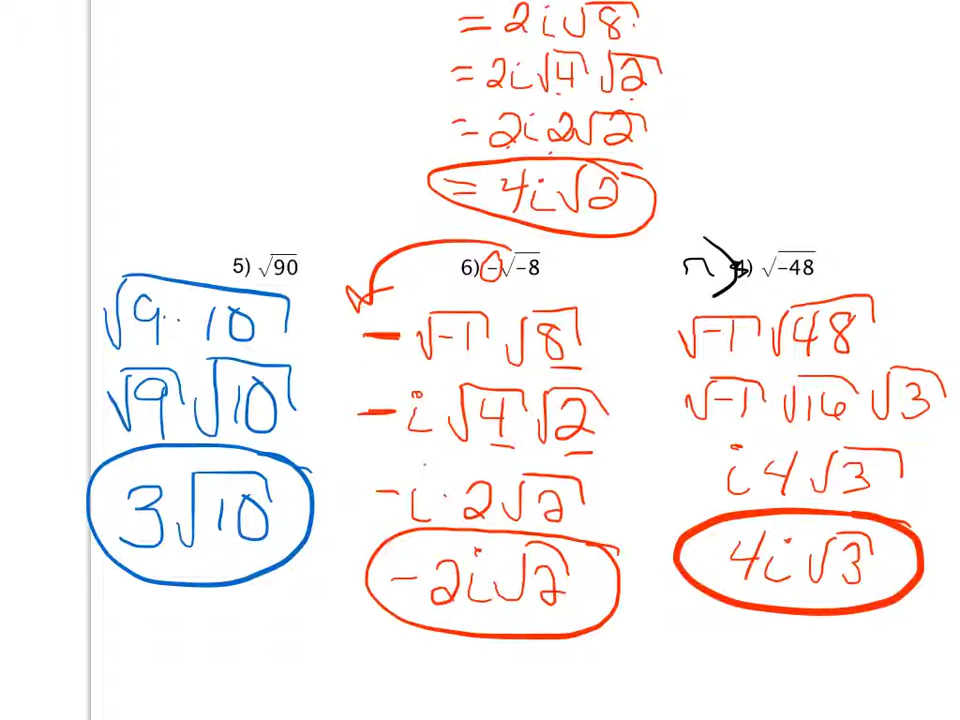 = 2i√8
= 2i√4 √2
= 2i 2√2
= 4i√2
5) √90
√9·10
√9 √10
3√10
6) -√-8
- √-1 √8
- i √4 √2
- i · 2√2
- 2i√2
) √-48
√-1 √48
√-1 √16 √3
i 4 √3
4i√3